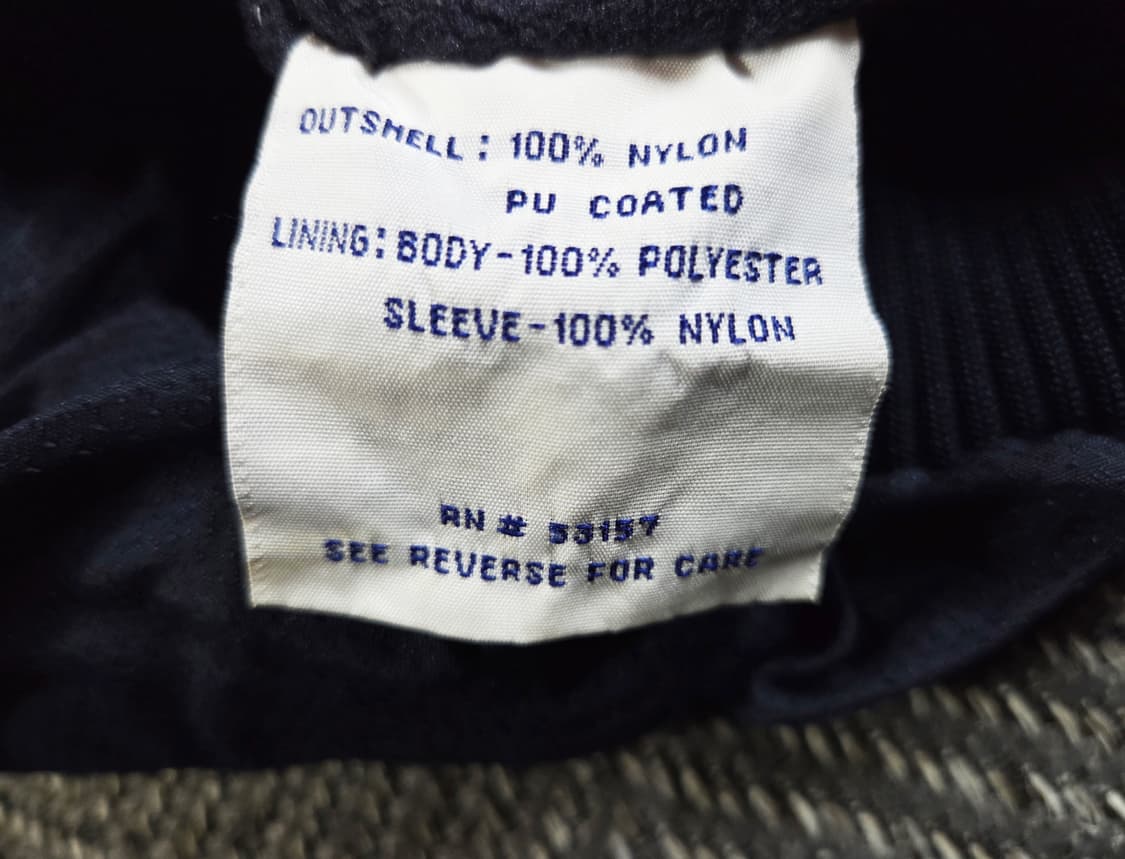 OUTSHELL: 100% NYLON
PU COATED
LINING: BODY-100% POLYESTER
SLEEVE-100% NYLON
RN # 53157
SEE REVERSE FOR CARE